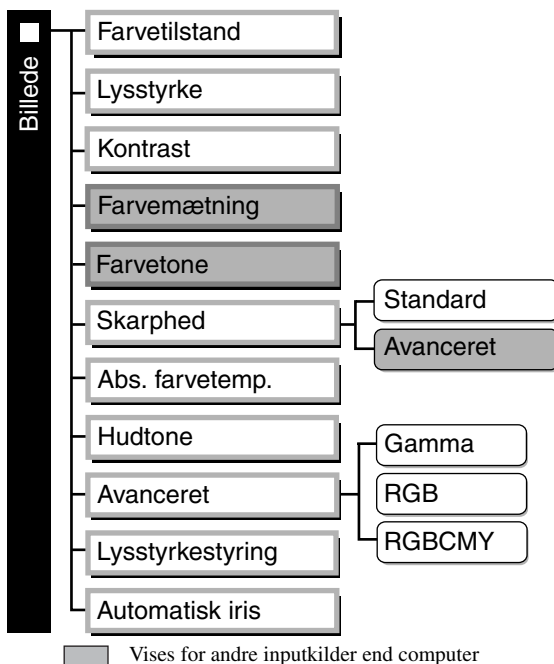 Billede
Farvetilstand
Lysstyrke
Kontrast
Farvemætning
Farvetone
Skarphed
Standard
Avanceret
Abs. farvetemp.
Hudtone
Avanceret
Gamma
RGB
RGBCMY
Lysstyrkestyring
Automatisk iris
Vises for andre inputkilder end computer